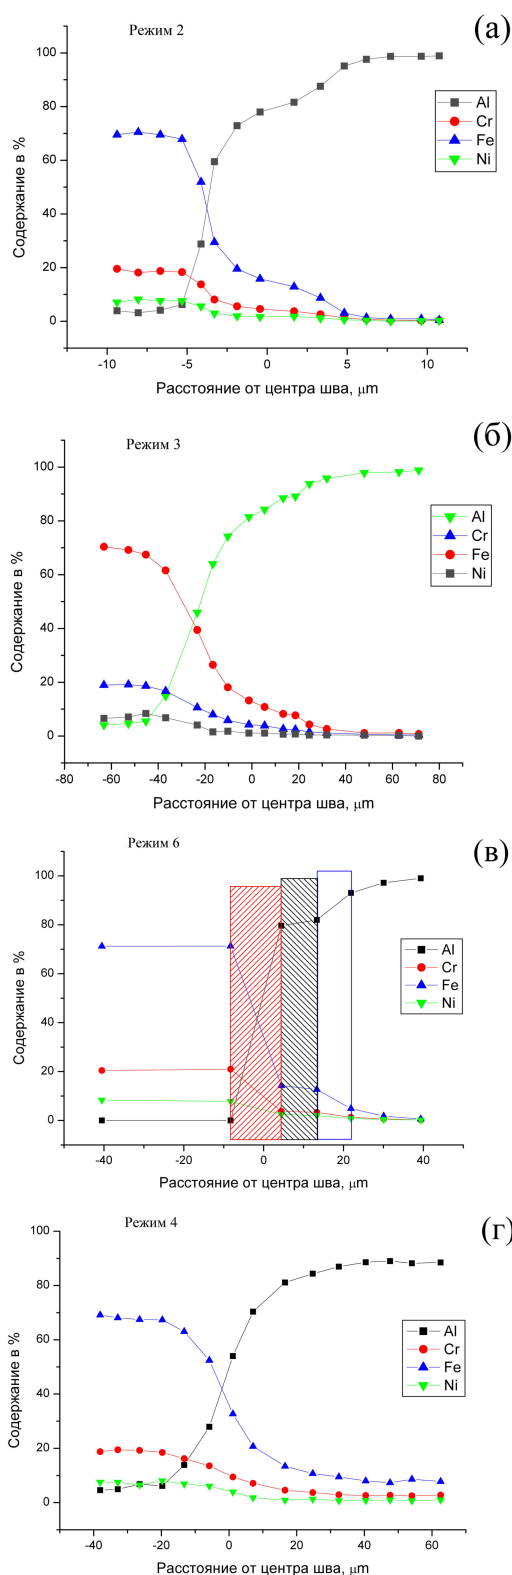 Режим 2
(а)
100
80
60
40
20
0
Содержание в %
Al
Cr
Fe
Ni
-10
-5
0
5
10
Расстояние от центра шва, μm
Режим 3
(б)
100
80
60
40
20
0
Содержание в %
Al
Cr
Fe
Ni
-80
-60
-40
-20
0
20
40
60
80
Расстояние от центра шва, μm
Режим 6
(в)
100
80
60
40
20
0
Содержание в %
Al
Cr
Fe
Ni
-40
-20
0
20
40
Расстояние от центра шва, μm
Режим 4
(г)
100
80
60
40
20
0
Содержание в %
Al
Cr
Fe
Ni
-40
-20
0
20
40
60
Расстояние от центра шва, μm